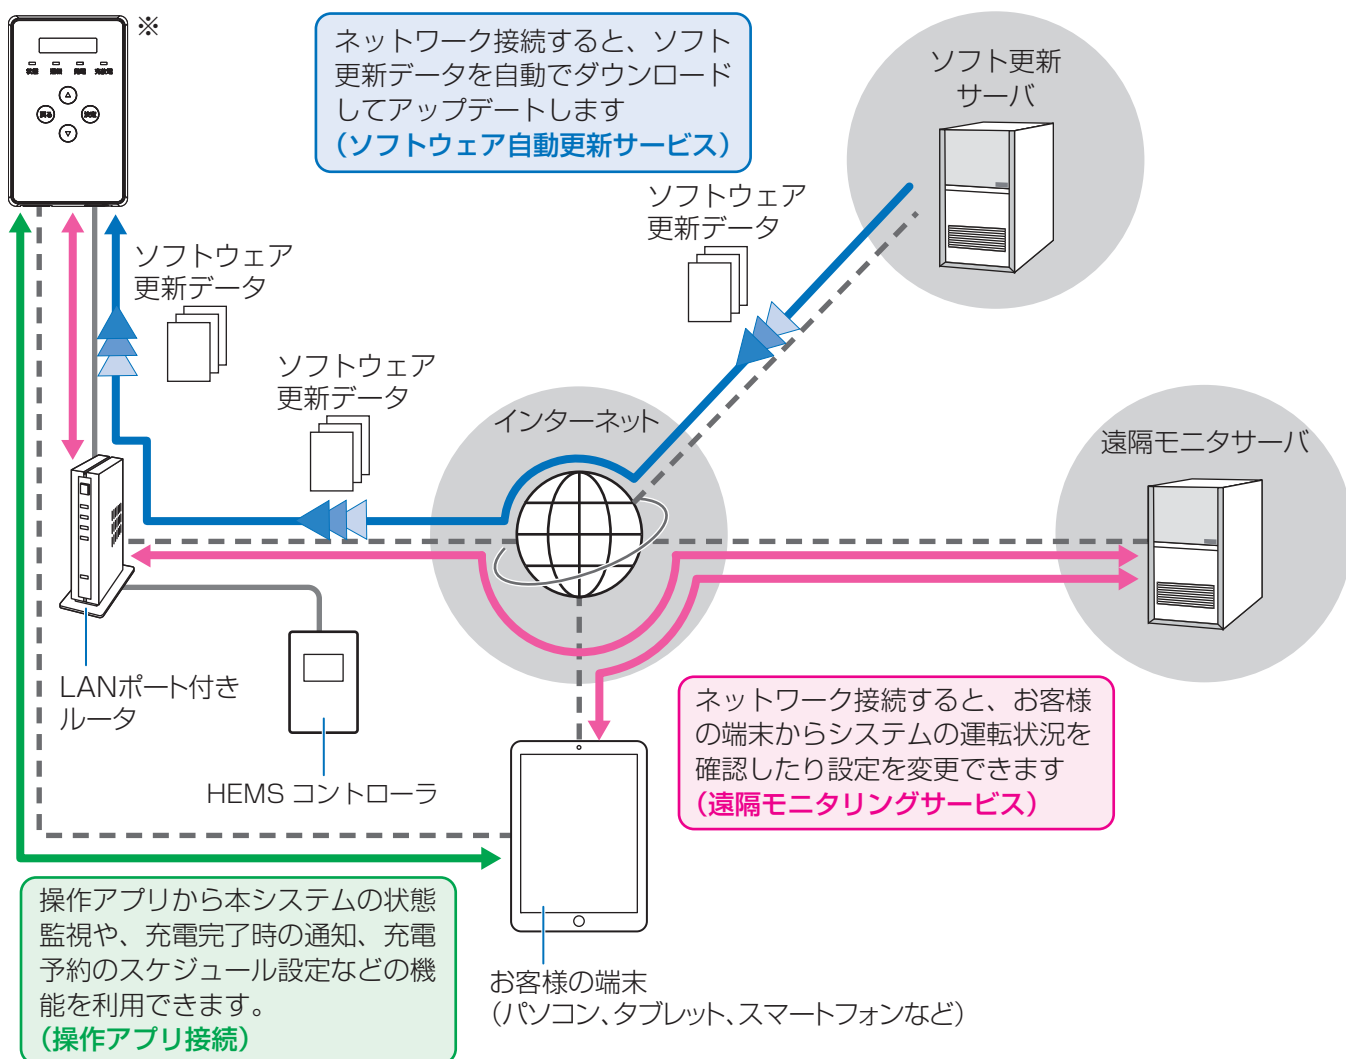 ※
戻る
決定
ネットワーク接続すると、ソフト
更新データを自動でダウンロード
してアップデートします
(ソフトウェア自動更新サービス)
ソフト更新
サーバ
ソフトウェア
更新データ
ソフトウェア
更新データ
ソフトウェア
更新データ
インターネット
遠隔モニタサーバ
LANポート付き
ルータ
HEMS コントローラ
ネットワーク接続すると、お客様
の端末からシステムの運転状況を
確認したり設定を変更できます
(遠隔モニタリングサービス)
操作アプリから本システムの状態
監視や、充電完了時の通知、充電
予約のスケジュール設定などの機
能を利用できます。
(操作アプリ接続)
お客様の端末
(パソコン、タブレット、スマートフォンなど)